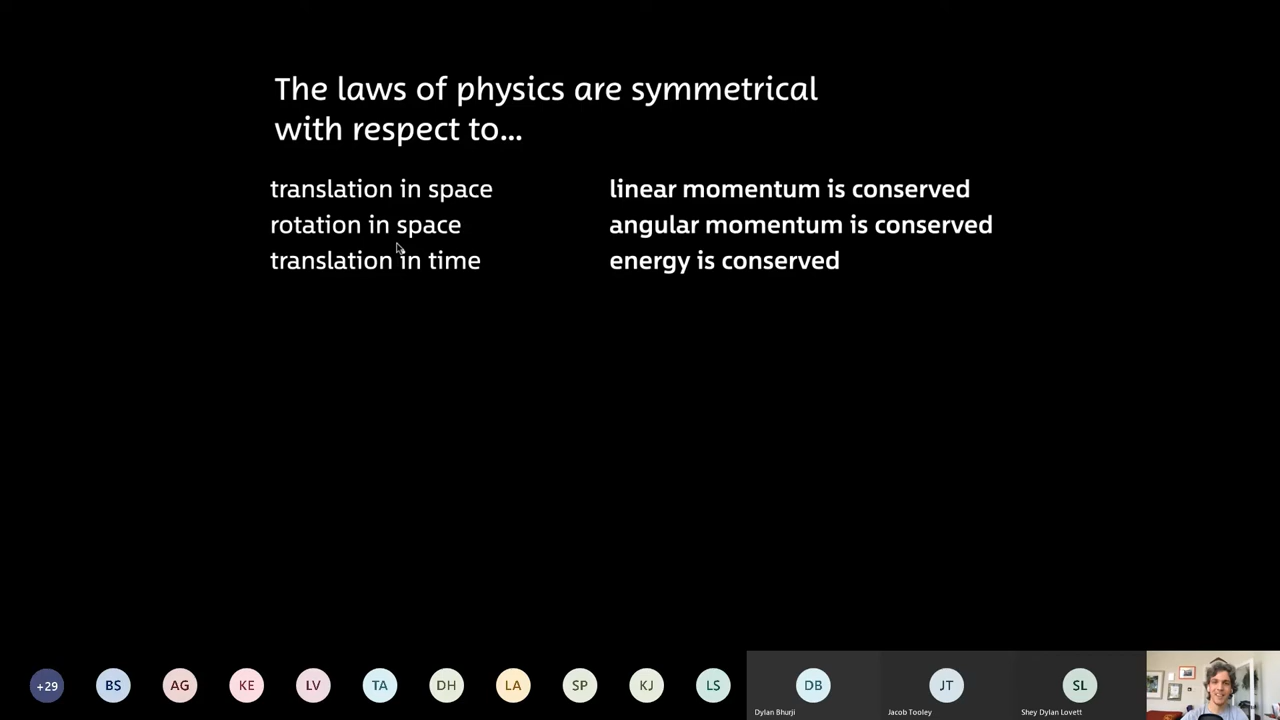 The laws of physics are symmetrical
with respect to...
translation in space
linear momentum is conserved
rotation in space
angular momentum is conserved
translation in time
energy is conserved
+29
BS
AG
KE
LV
TA
DH
LA
SP
KJ
LS
DB
JT
SL
Dylan Bhurji
Jacob Tooley
Shey Dylan Lovett